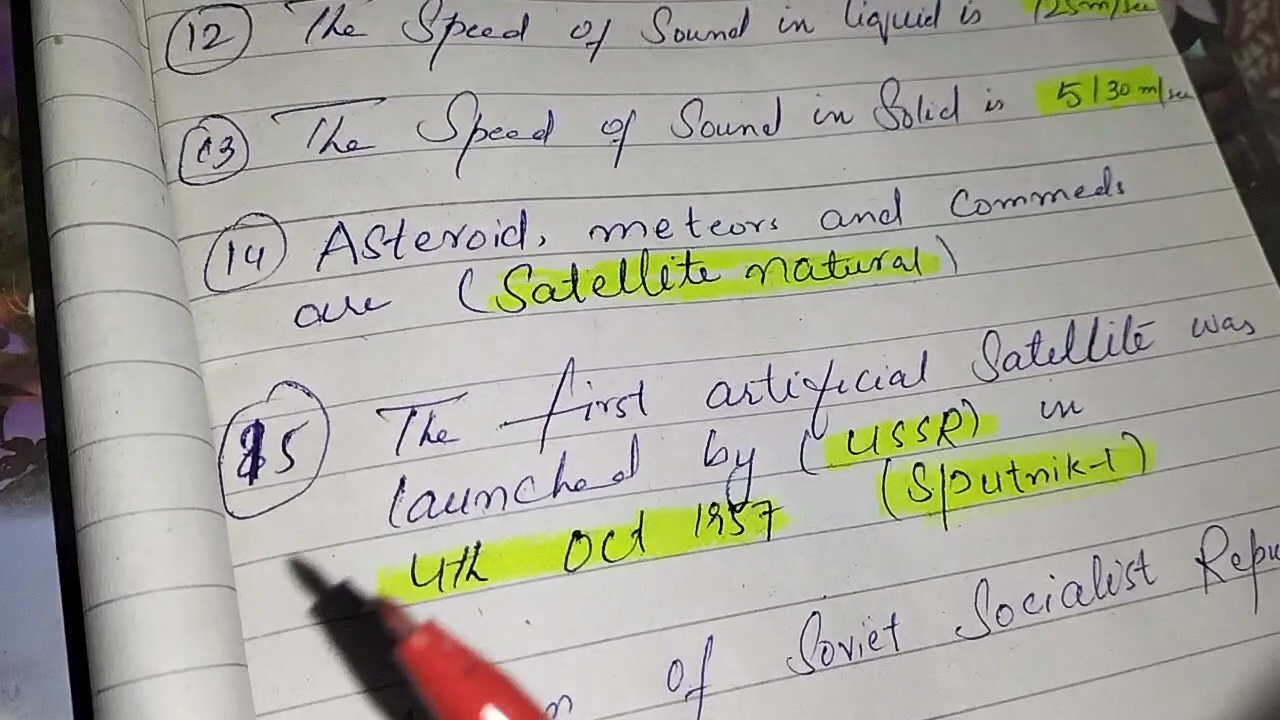 12 The Speed of Sound in liquid is
13 The Speed of Sound in Solid is 5130 m/sec
14 Asteroid, meteors and Commeds
are (Satellite natural)
15 The first artificial Satellite was
launched by (USSR) in
4th Oct 1957 (Sputnik-1)
of Soviet Socialist Repu